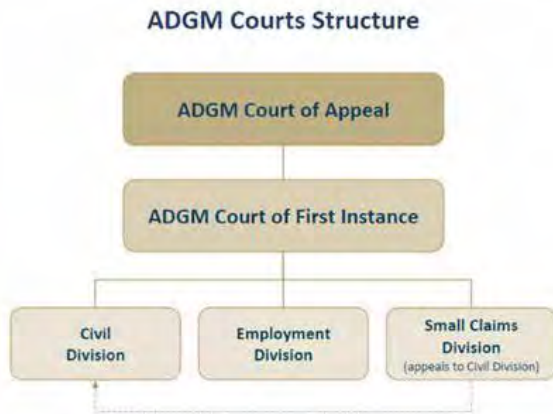 ADGM Courts Structure
ADGM Court of Appeal
ADGM Court of First Instance
Civil
Division
Employment
Division
Small Claims
Division
(appeals to Civil Division)